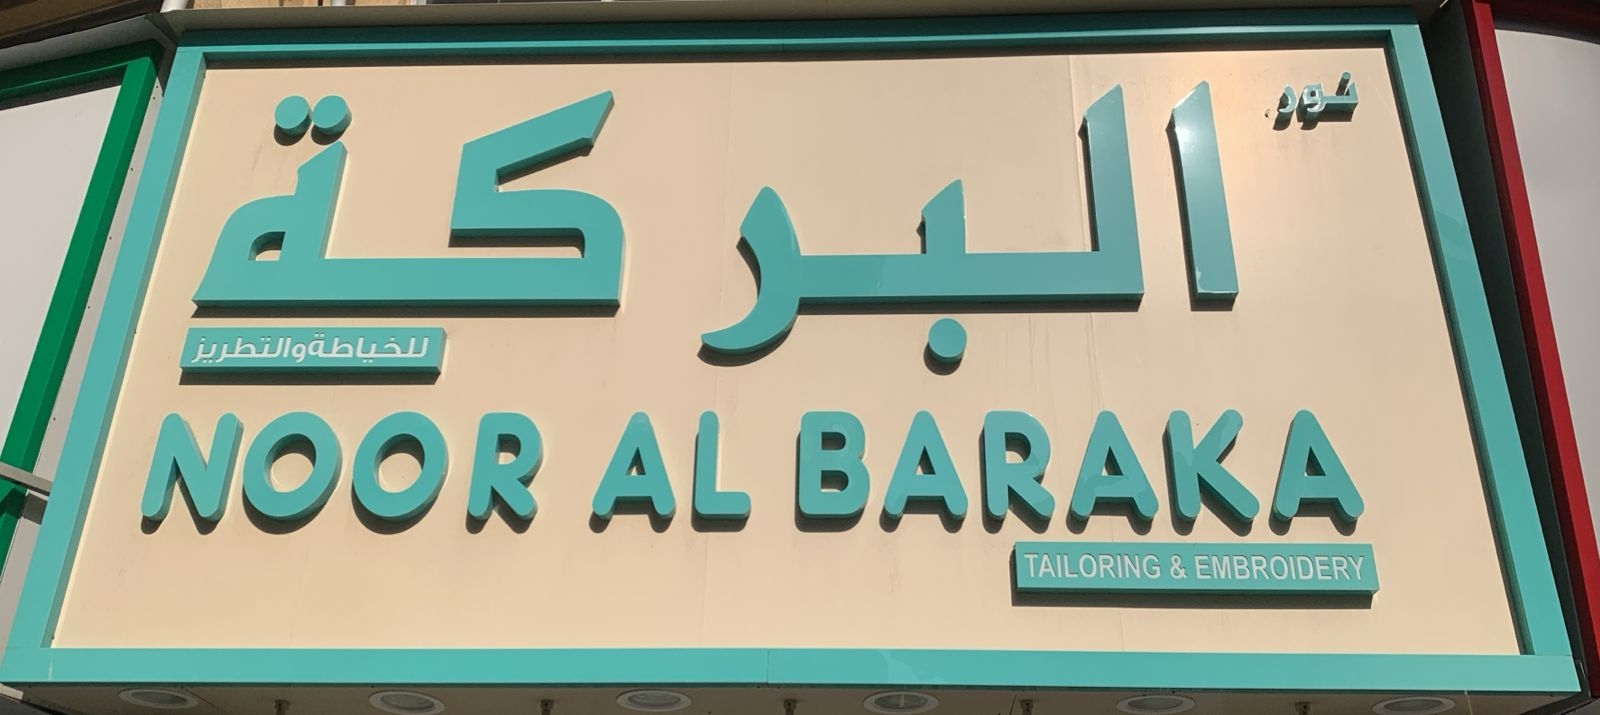 نور
البركة
للخياطة والتطريز
NOOR AL BARAKA
TAILORING & EMBROIDERY